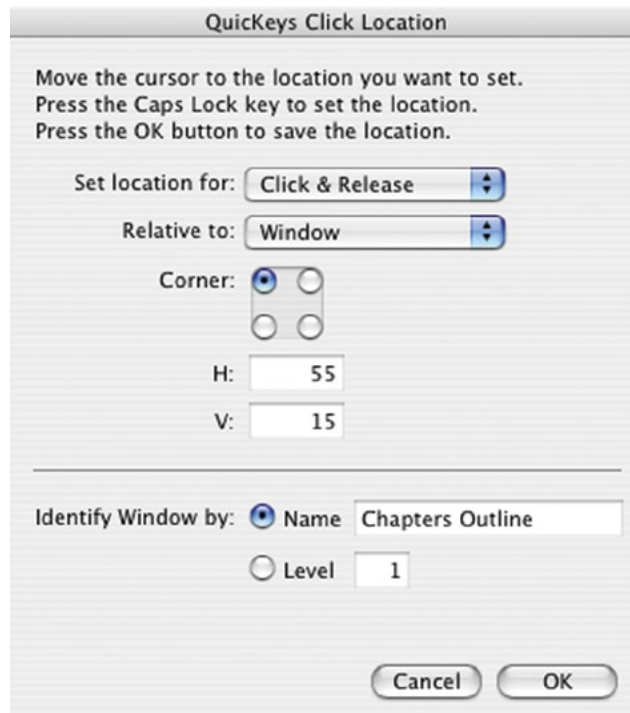 QuicKeys Click Location
Move the cursor to the location you want to set.
Press the Caps Lock key to set the location.
Press the OK button to save the location.
Set location for: Click & Release
Relative to: Window
Corner:
H: 55
V: 15
Identify Window by: Name Chapters Outline
Level 1
Cancel OK